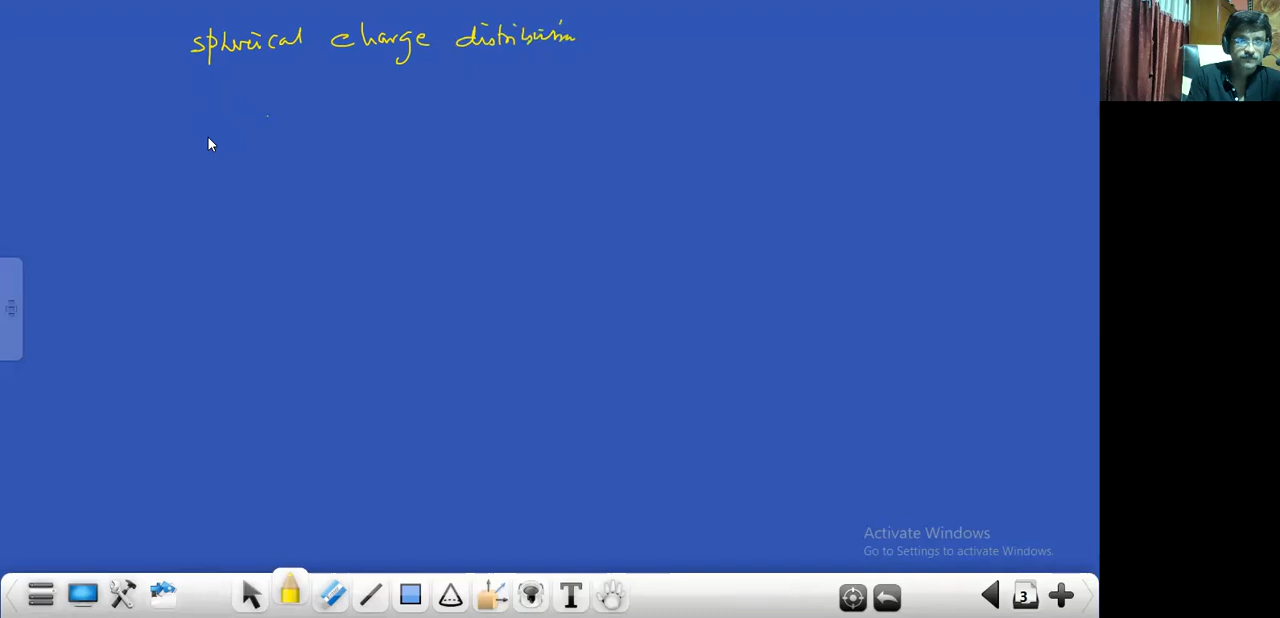 spherical charge distribution
Activate Windows
Go to Settings to activate Windows.
T
3